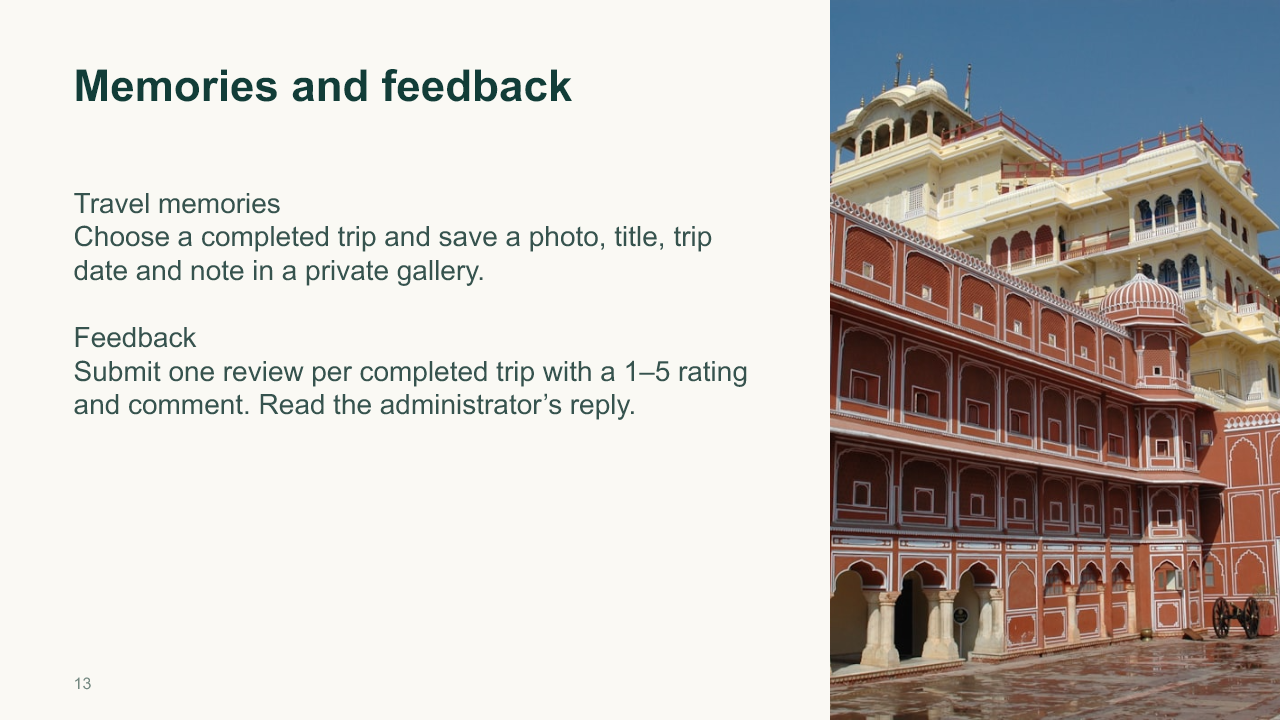 Memories and feedback
Travel memories
Choose a completed trip and save a photo, title, trip
date and note in a private gallery.
Feedback
Submit one review per completed trip with a 1–5 rating
and comment. Read the administrator’s reply.
13